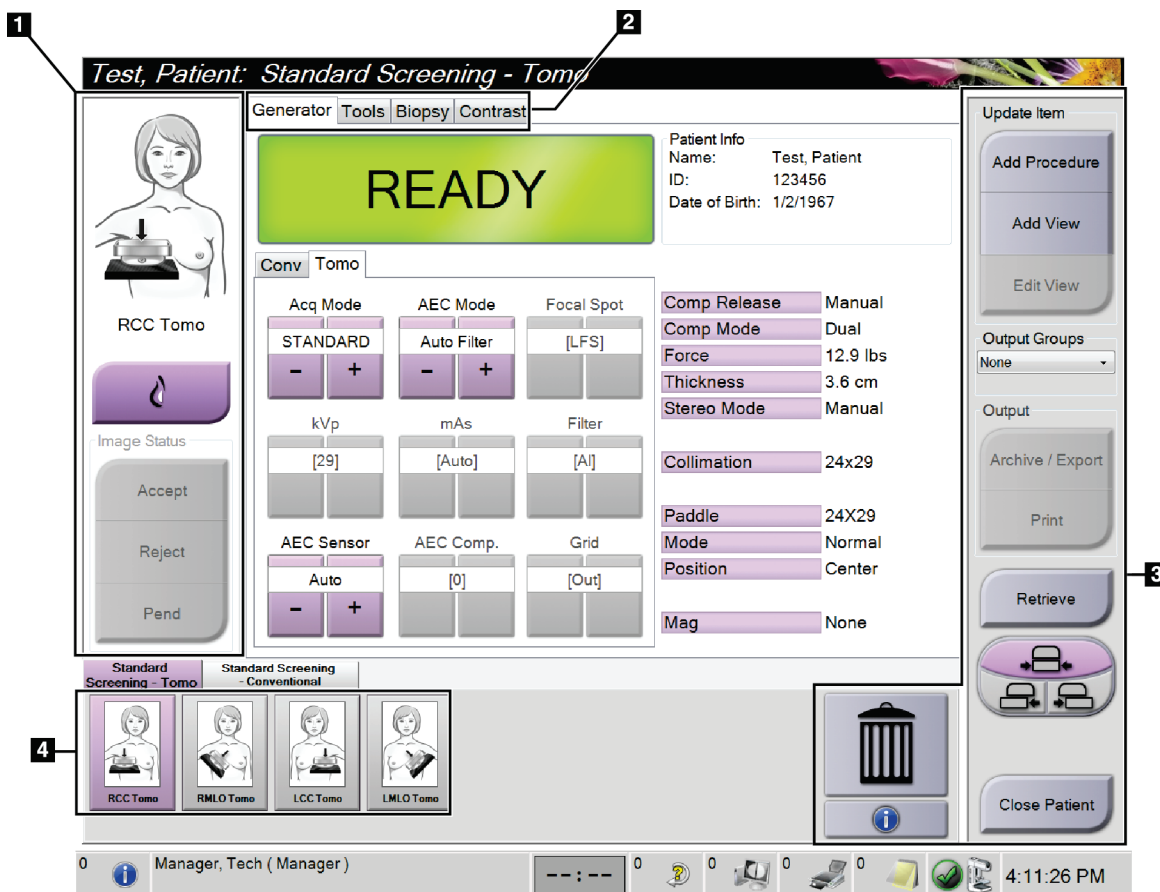 1
2
Test, Patient: Standard Screening - Tomo
Generator Tools Biopsy Contrast
READY
Patient Info
Name: Test, Patient
ID: 123456
Date of Birth: 1/2/1967
RCC Tomo
Image Status
Accept
Reject
Pend
Conv Tomo
Acq Mode AEC Mode Focal Spot
STANDARD Auto Filter [LFS]
- + - +
kVp mAs Filter
[29] [Auto] [Al]
AEC Sensor AEC Comp. Grid
Auto [0] [Out]
- +
Comp Release Manual
Comp Mode Dual
Force 12.9 lbs
Thickness 3.6 cm
Stereo Mode Manual
Collimation 24x29
Paddle 24X29
Mode Normal
Position Center
Mag None
Update Item
Add Procedure
Add View
Edit View
Output Groups
None
Output
Archive / Export
Print
3
Retrieve
Close Patient
Standard
Screening - Tomo
Standard Screening
- Conventional
4
RCC Tomo RMLO Tomo LCC Tomo LMLO Tomo
0 Manager, Tech ( Manager ) --:-- 0 0 0 0 4:11:26 PM